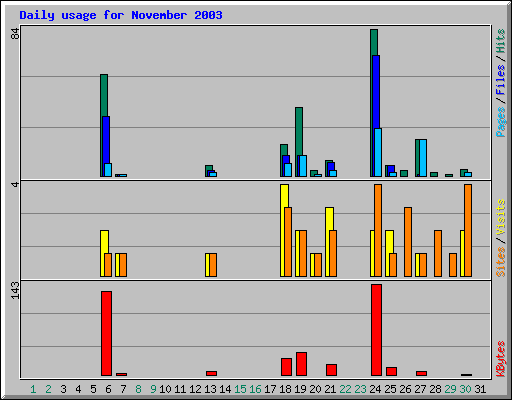 Daily usage for November 2003
84
Pages / Files / Hits
4
Sites / Visits
143
KBytes
1 2 3 4 5 6 7 8 9 10 11 12 13 14 15 16 17 18 19 20 21 22 23 24 25 26 27 28 29 30 31